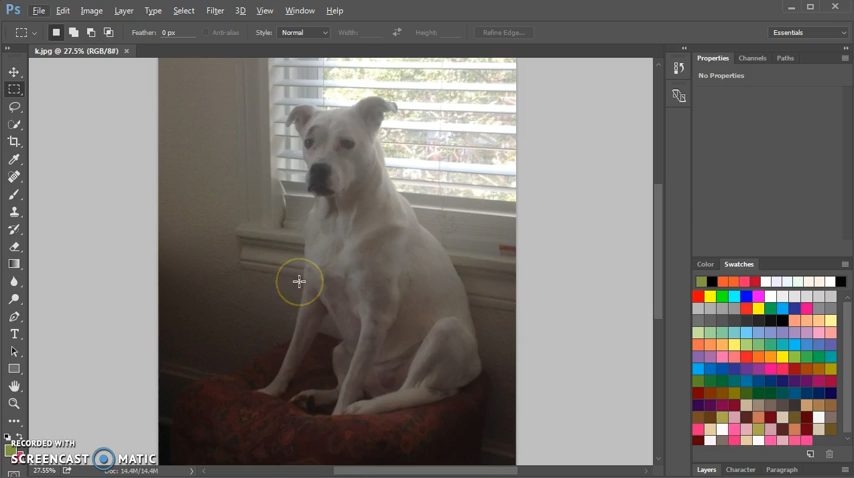 Ps File Edit Image Layer Type Select Filter 3D View Window Help
Feather: 0 px Anti-alias Style: Normal Width: Height: Refine Edge... Essentials
k.jpg @ 27.5% (RGB/8#) ×
Properties Channels Paths
No Properties
Color Swatches
RECORDED WITH
SCREENCAST MATIC
27.55% Doc: 14.4M/14.4M
Layers Character Paragraph